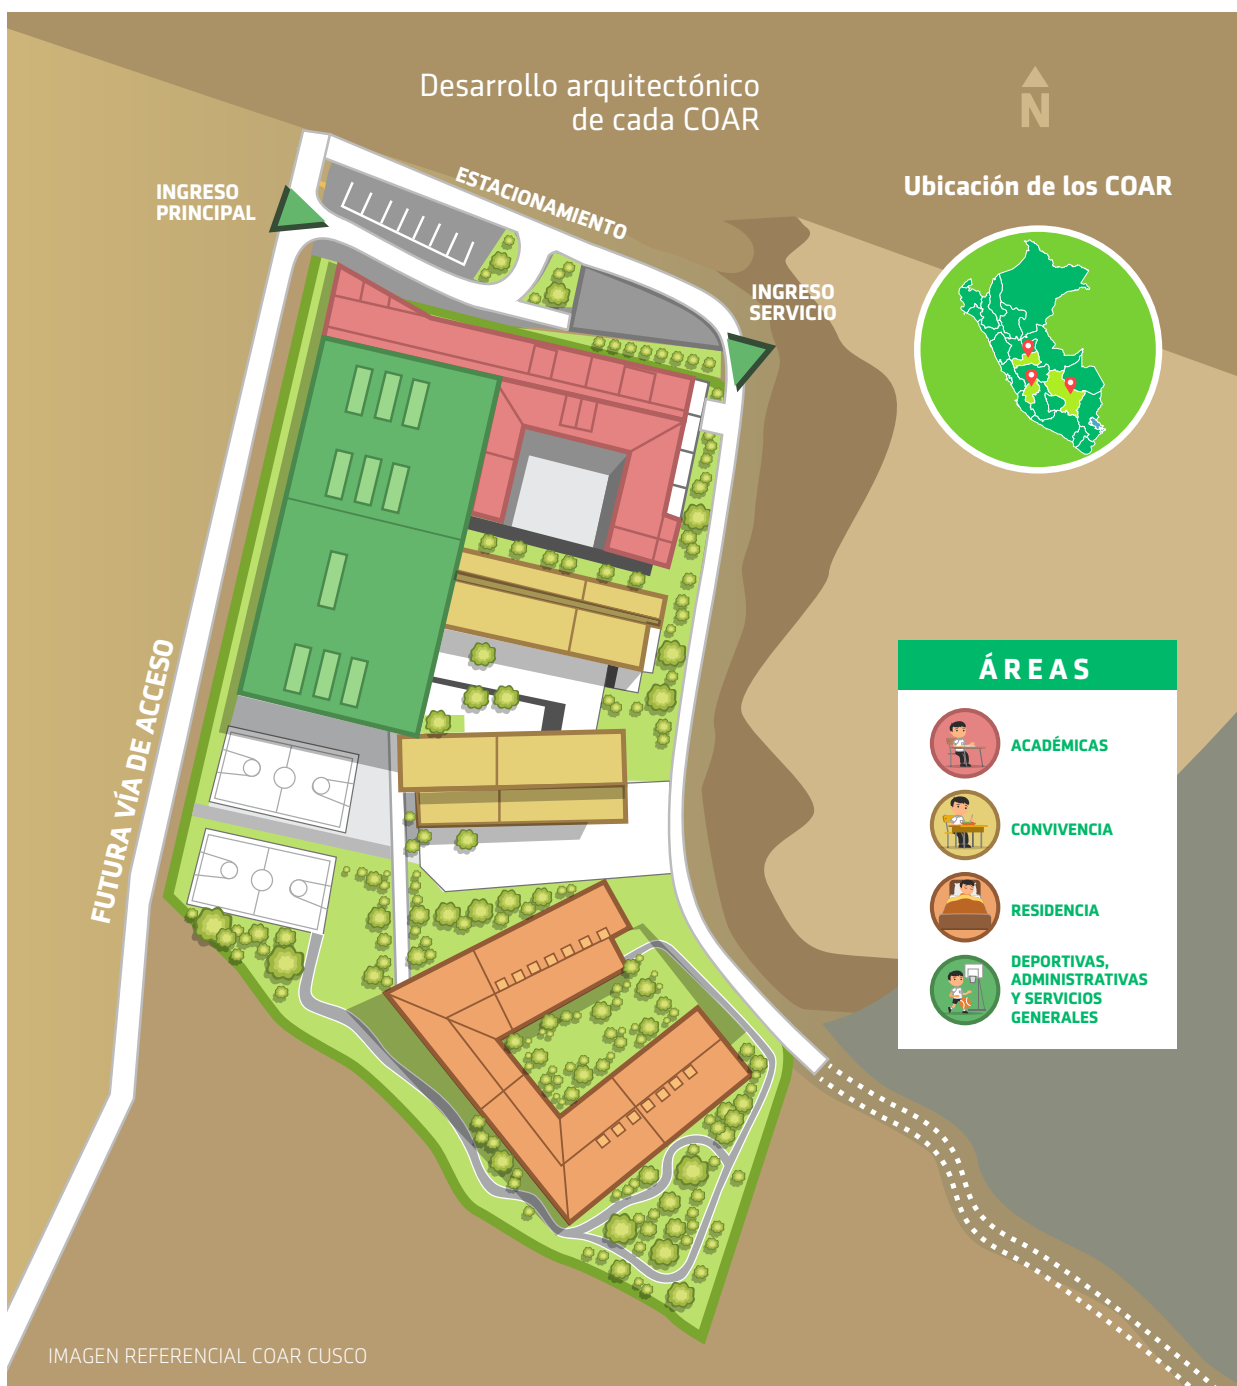 Desarrollo arquitectónico
de cada COAR
N
Ubicación de los COAR
INGRESO
PRINCIPAL
ESTACIONAMIENTO
INGRESO
SERVICIO
FUTURA VÍA DE ACCESO
ÁREAS
ACADÉMICAS
CONVIVENCIA
RESIDENCIA
DEPORTIVAS,
ADMINISTRATIVAS
Y SERVICIOS
GENERALES
IMAGEN REFERENCIAL COAR CUSCO